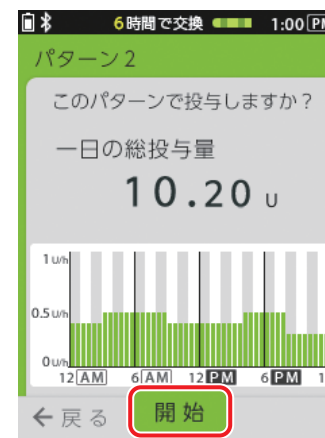 6時間で交換 1:00 PM
パターン2
このパターンで投与しますか?
一日の総投与量
10.20 U
1 U/h
0.5 U/h
0 U/h
12 AM 6 AM 12 PM 6 PM 1
← 戻る 開始